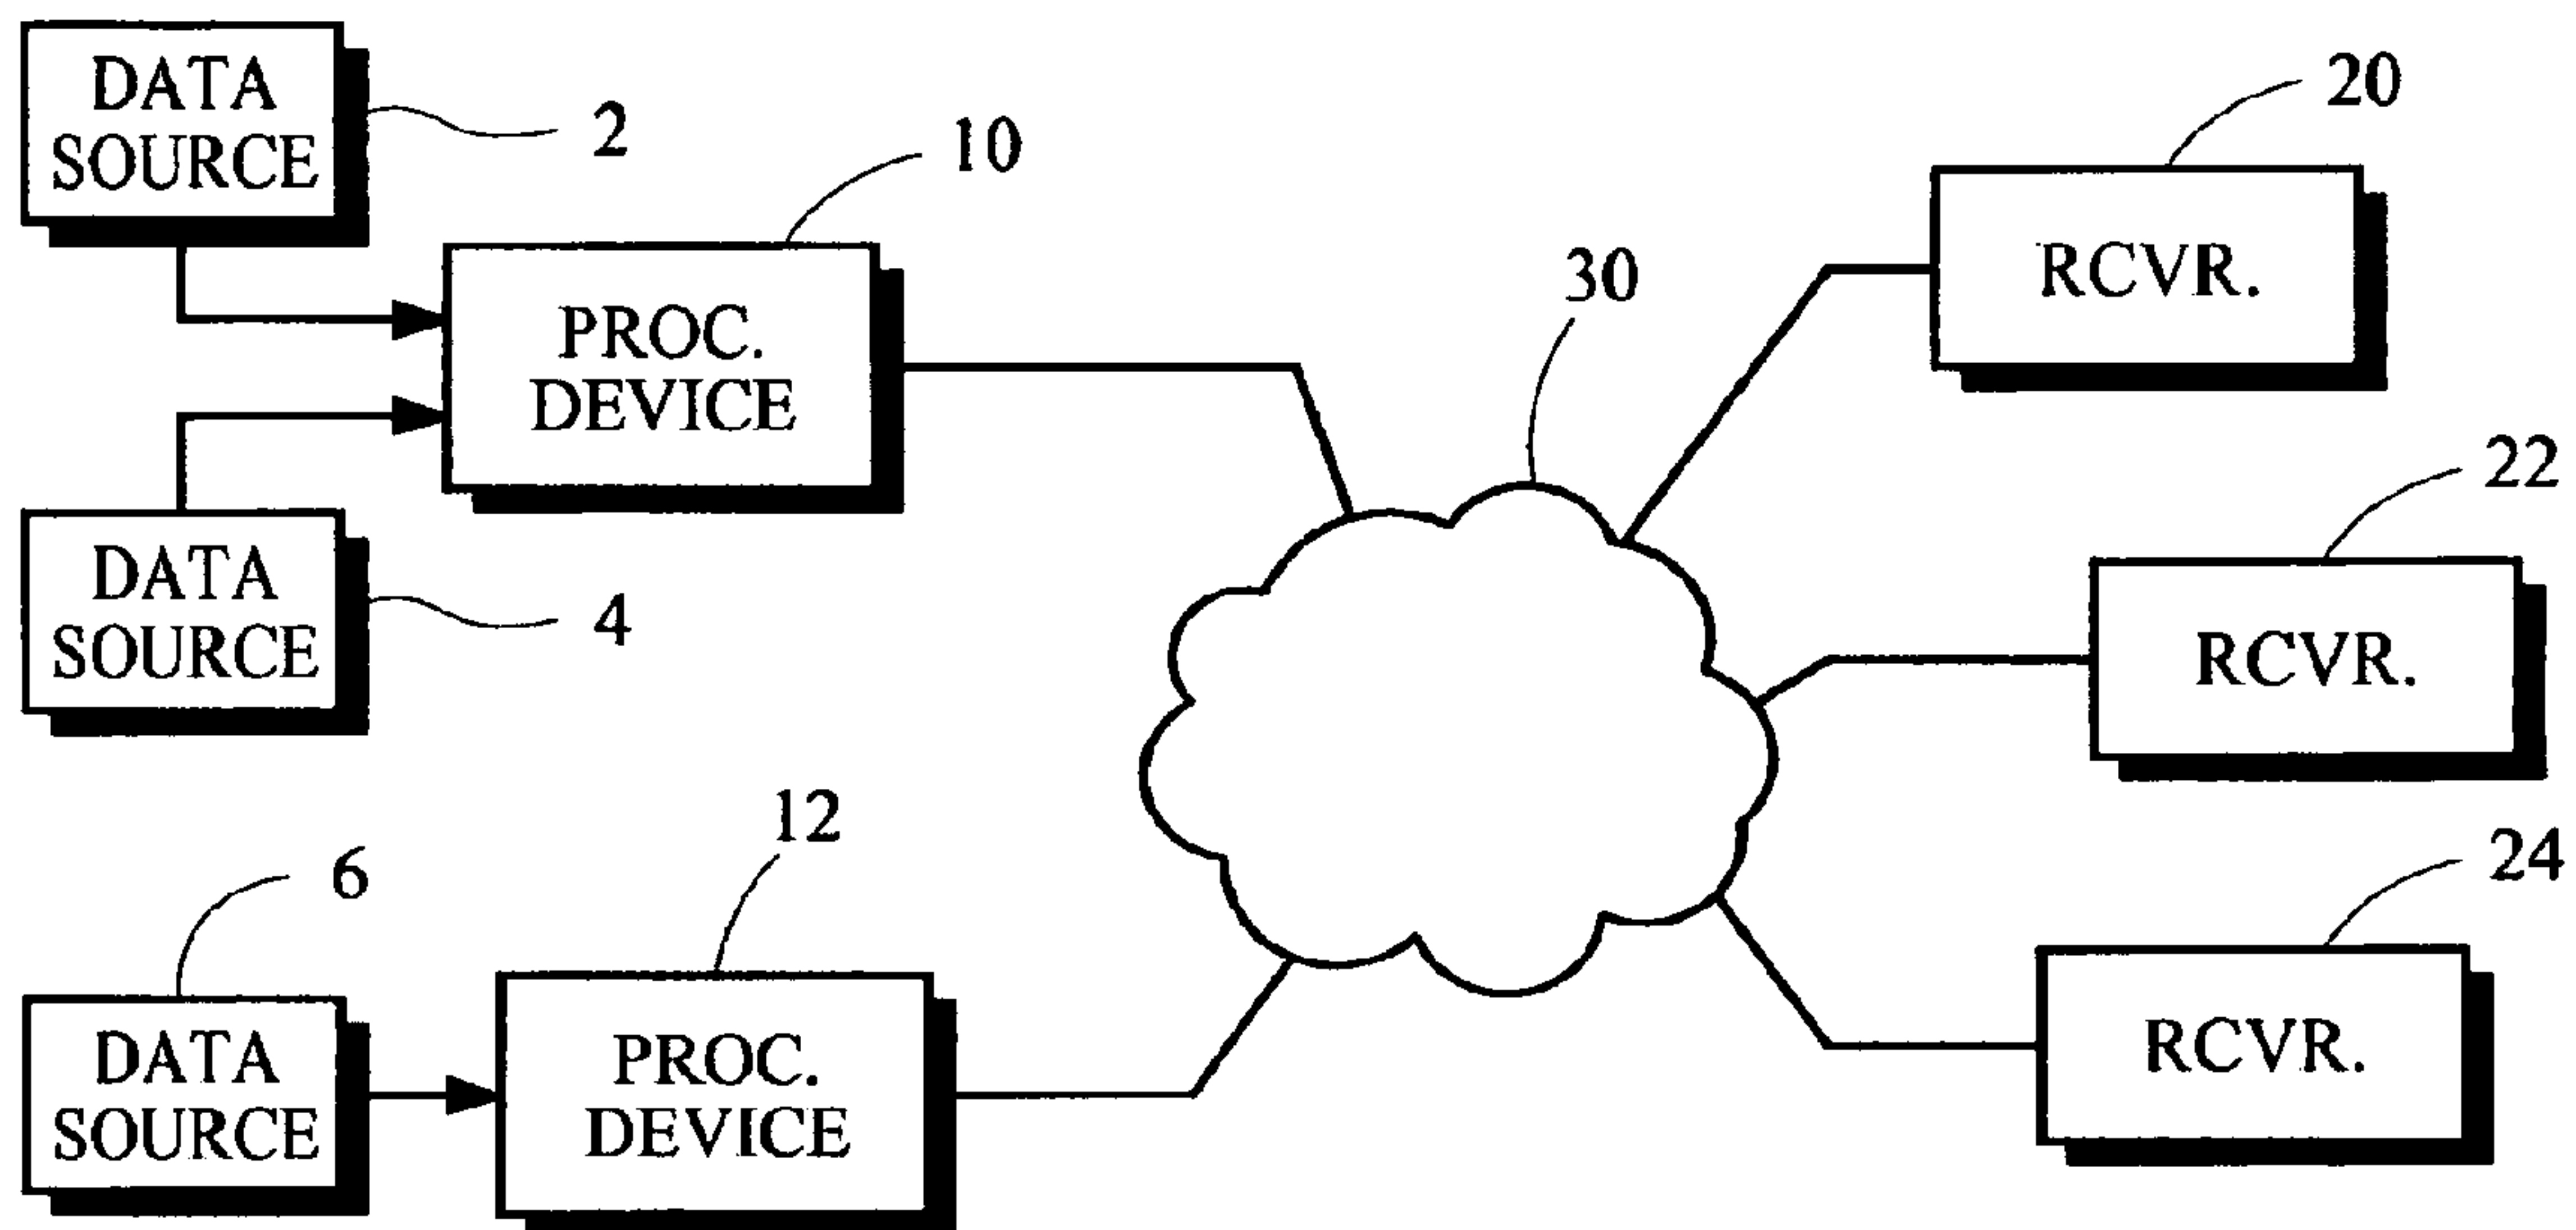 DATA
SOURCE
2
10
PROC.
DEVICE
DATA
SOURCE
4
6
DATA
SOURCE
12
PROC.
DEVICE
30
20
RCVR.
22
RCVR.
24
RCVR.